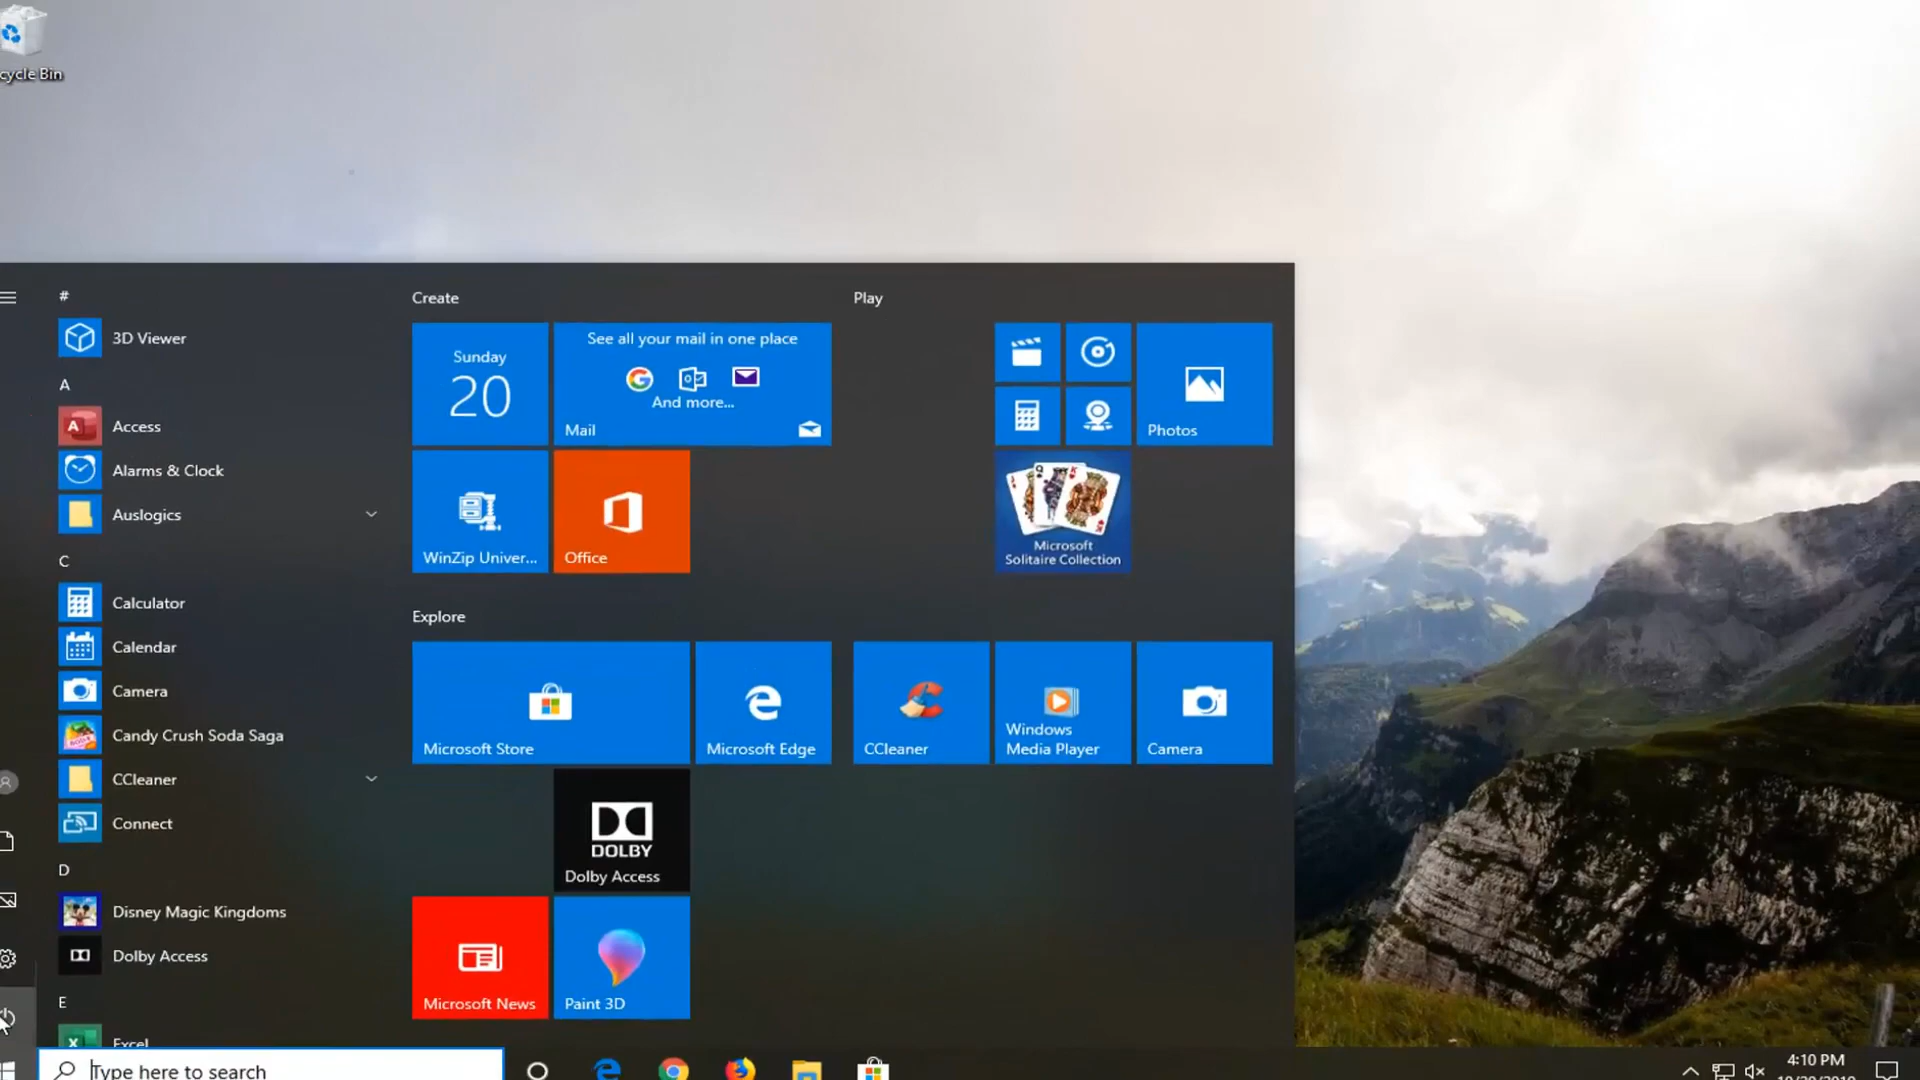 cycle Bin
#
3D Viewer
A
Access
Alarms & Clock
Auslogics
C
Calculator
Calendar
Camera
Candy Crush Soda Saga
CCleaner
Connect
D
Disney Magic Kingdoms
Dolby Access
E
Excel
Create
Sunday
20
See all your mail in one place
And more...
Mail
WinZip Univer...
Office
Play
Photos
Microsoft
Solitaire Collection
Explore
Microsoft Store
Microsoft Edge
CCleaner
Windows
Media Player
Camera
DOLBY
Dolby Access
Microsoft News
Paint 3D
Type here to search
4:10 PM